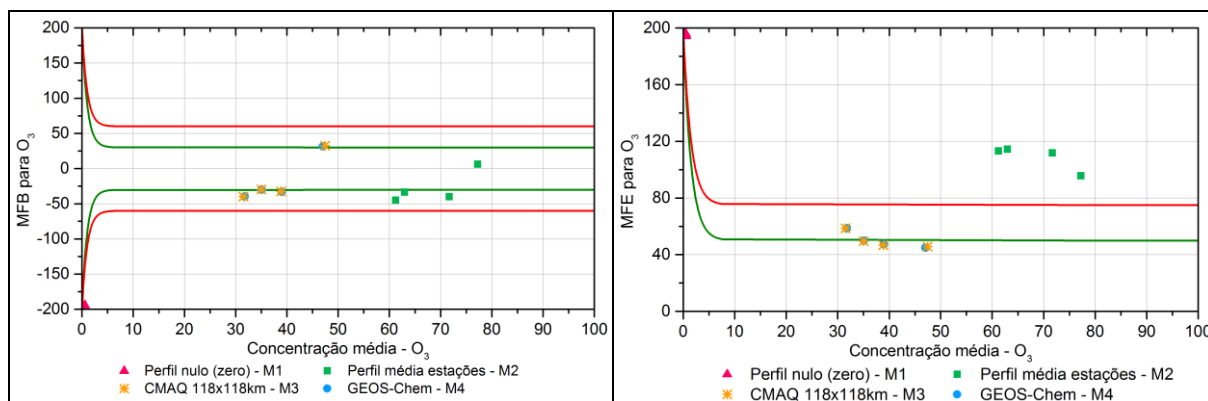 200
150
100
50
0
-50
-100
-150
-200
MFB para O3
0 10 20 30 40 50 60 70 80 90 100
Concentração média - O3
Perfil nulo (zero) - M1 Perfil média estações - M2
CMAQ 118x118km - M3 GEOS-Chem - M4
200
160
120
80
40
0
MFE para O3
0 10 20 30 40 50 60 70 80 90 100
Concentração média - O3
Perfil nulo (zero) - M1 Perfil média estações - M2
CMAQ 118x118km - M3 GEOS-Chem - M4